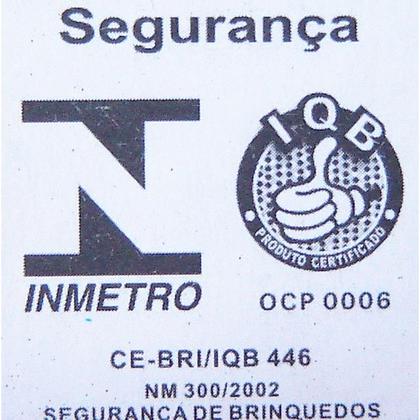 Segurança
IQB
PRODUTO CERTIFICADO
INMETRO
OCP 0006
CE-BRI/IQB 446
NM 300/2002
SEGURANÇA DE BRINQUEDOS